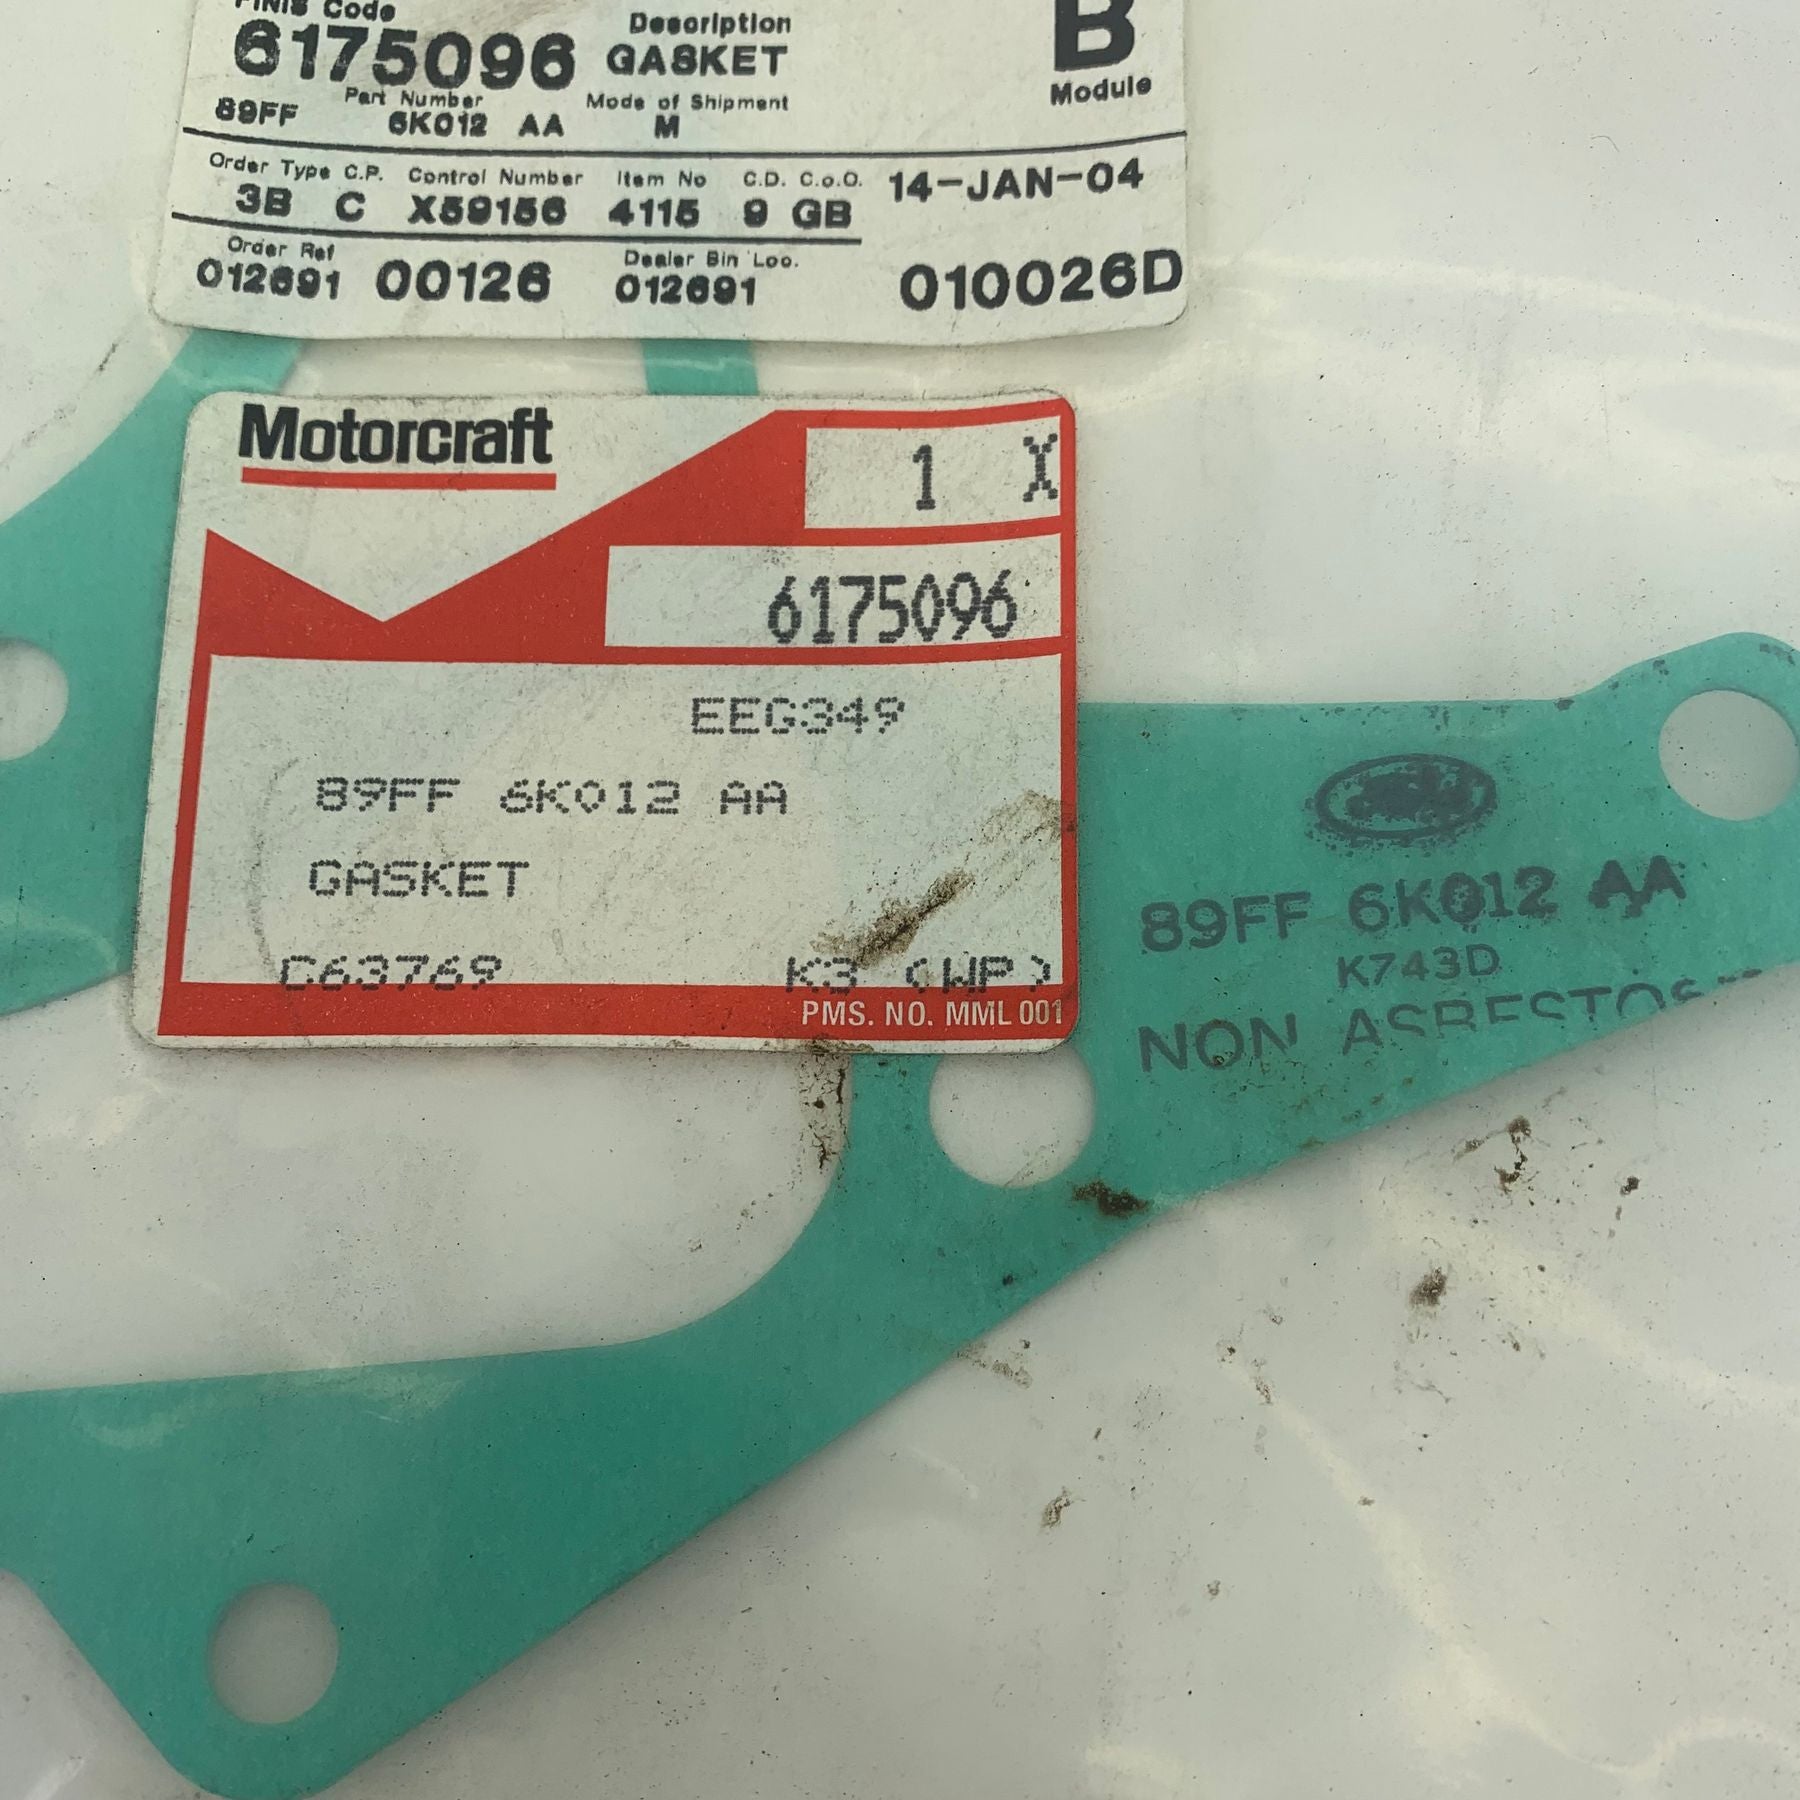 FINIS Code Description B
6175096 GASKET
Part Number Mode of Shipment Module
89FF 6K012 AA M
Order Type C.P. Control Number Item No C.D. C.o.O. 14-JAN-04
3B C X59156 4115 9 GB
Order Ref Dealer Bin Loc.
012691 00126 012691 010026D
Motorcraft
1 X
6175096
EEG349
89FF 6K012 AA
GASKET
C63769 K3 (WP)
PMS. NO. MML 001
89FF 6K012 AA
K743D
NON ASBESTOS